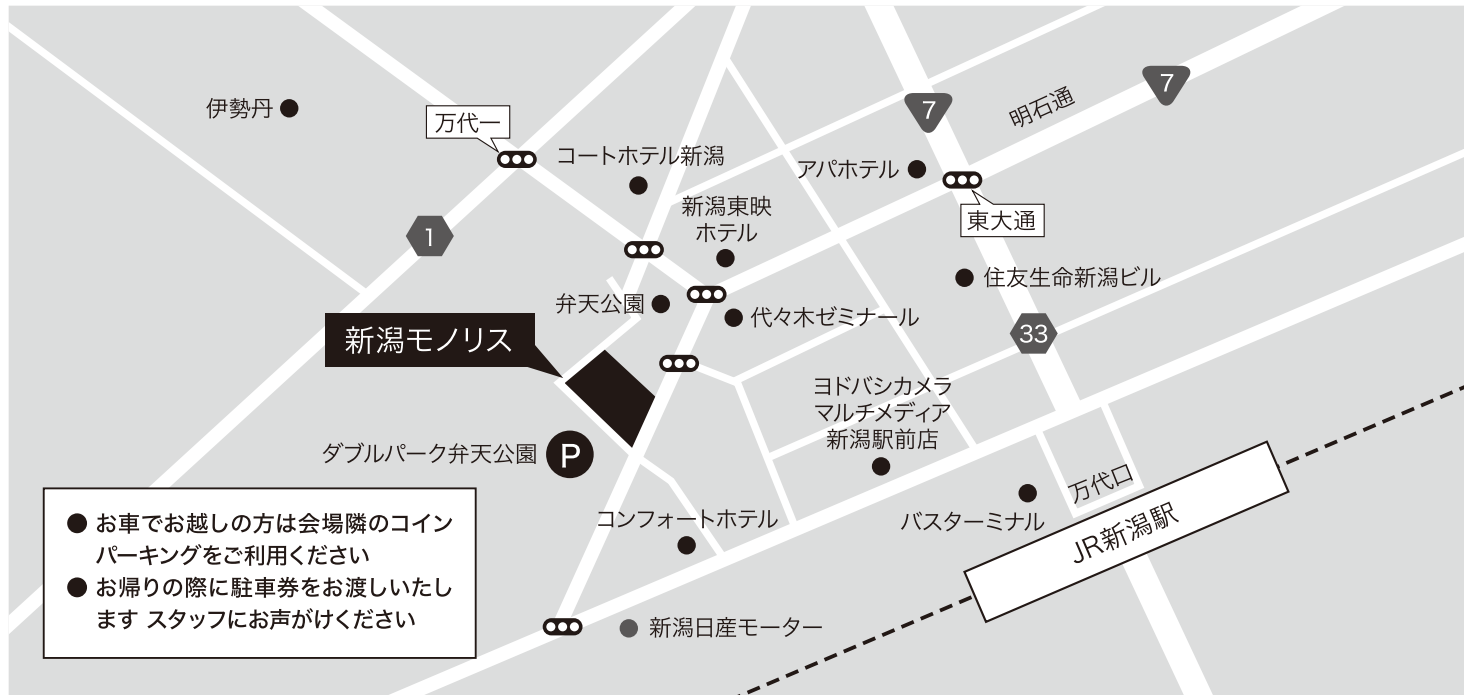 伊勢丹
万代一
コートホテル新潟
新潟東映
ホテル
アパホテル
7
明石通
7
東大通
1
住友生命新潟ビル
弁天公園
代々木ゼミナール
33
新潟モノリス
ヨドバシカメラ
マルチメディア
新潟駅前店
ダブルパーク弁天公園
P
万代口
バスターミナル
JR新潟駅
コンフォートホテル
新潟日産モーター
● お車でお越しの方は会場隣のコイン
パーキングをご利用ください
● お帰りの際に駐車券をお渡しいたし
ます スタッフにお声がけください